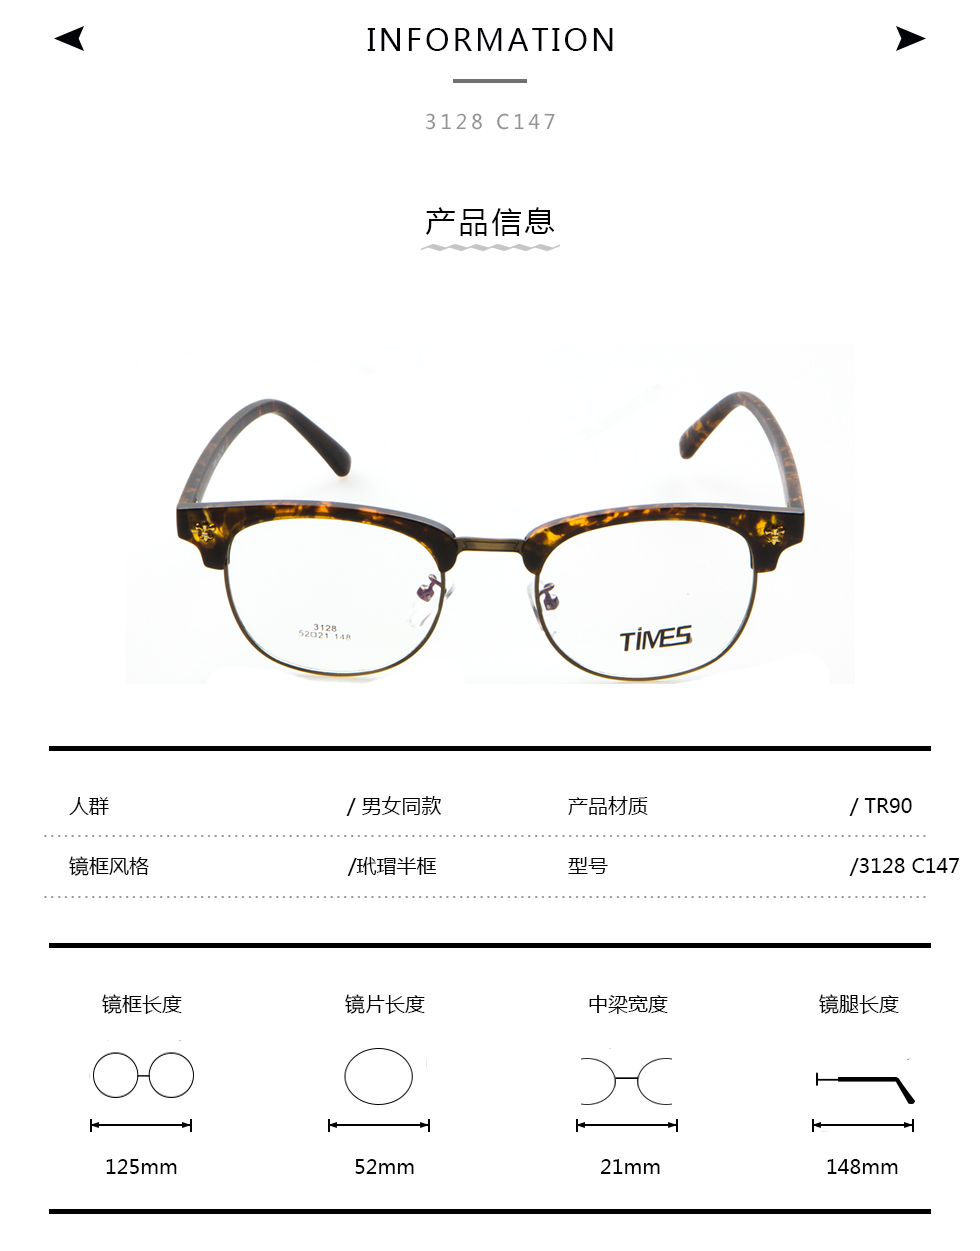 INFORMATION
3128 C147
产品信息
3128
52□21 148
TIMES
人群 / 男女同款 产品材质 / TR90
镜框风格 /玳瑁半框 型号 /3128 C147
镜框长度 镜片长度 中梁宽度 镜腿长度
125mm 52mm 21mm 148mm